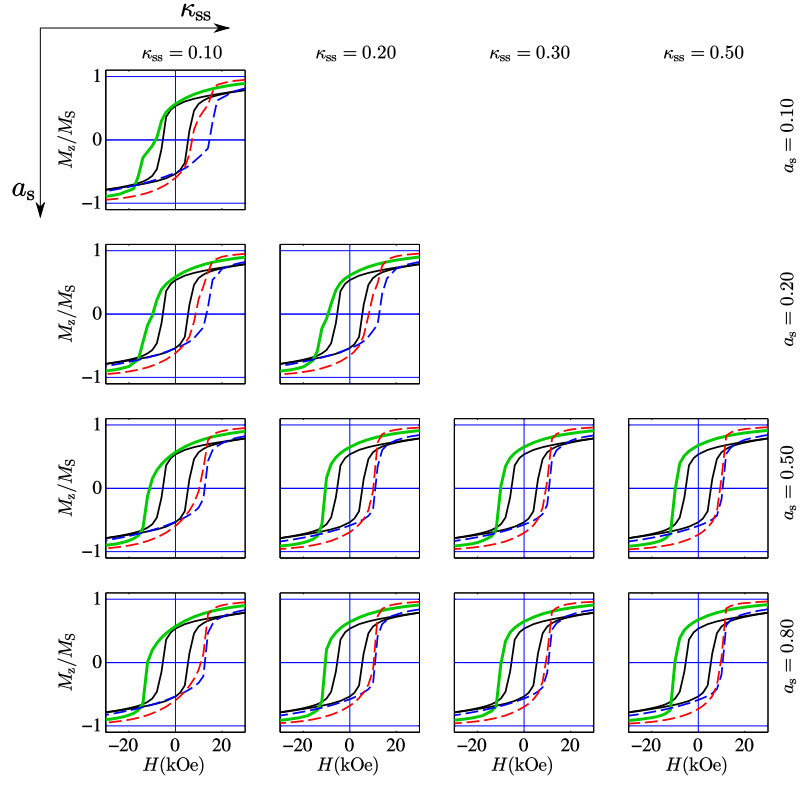 κss
κss = 0.10 κss = 0.20 κss = 0.30 κss = 0.50
as
1
0
−1
Mz/MS
as = 0.10
1
0
−1
Mz/MS
as = 0.20
1
0
−1
Mz/MS
as = 0.50
1
0
−1
Mz/MS
as = 0.80
−20 0 20 −20 0 20 −20 0 20 −20 0 20
H(kOe) H(kOe) H(kOe) H(kOe)